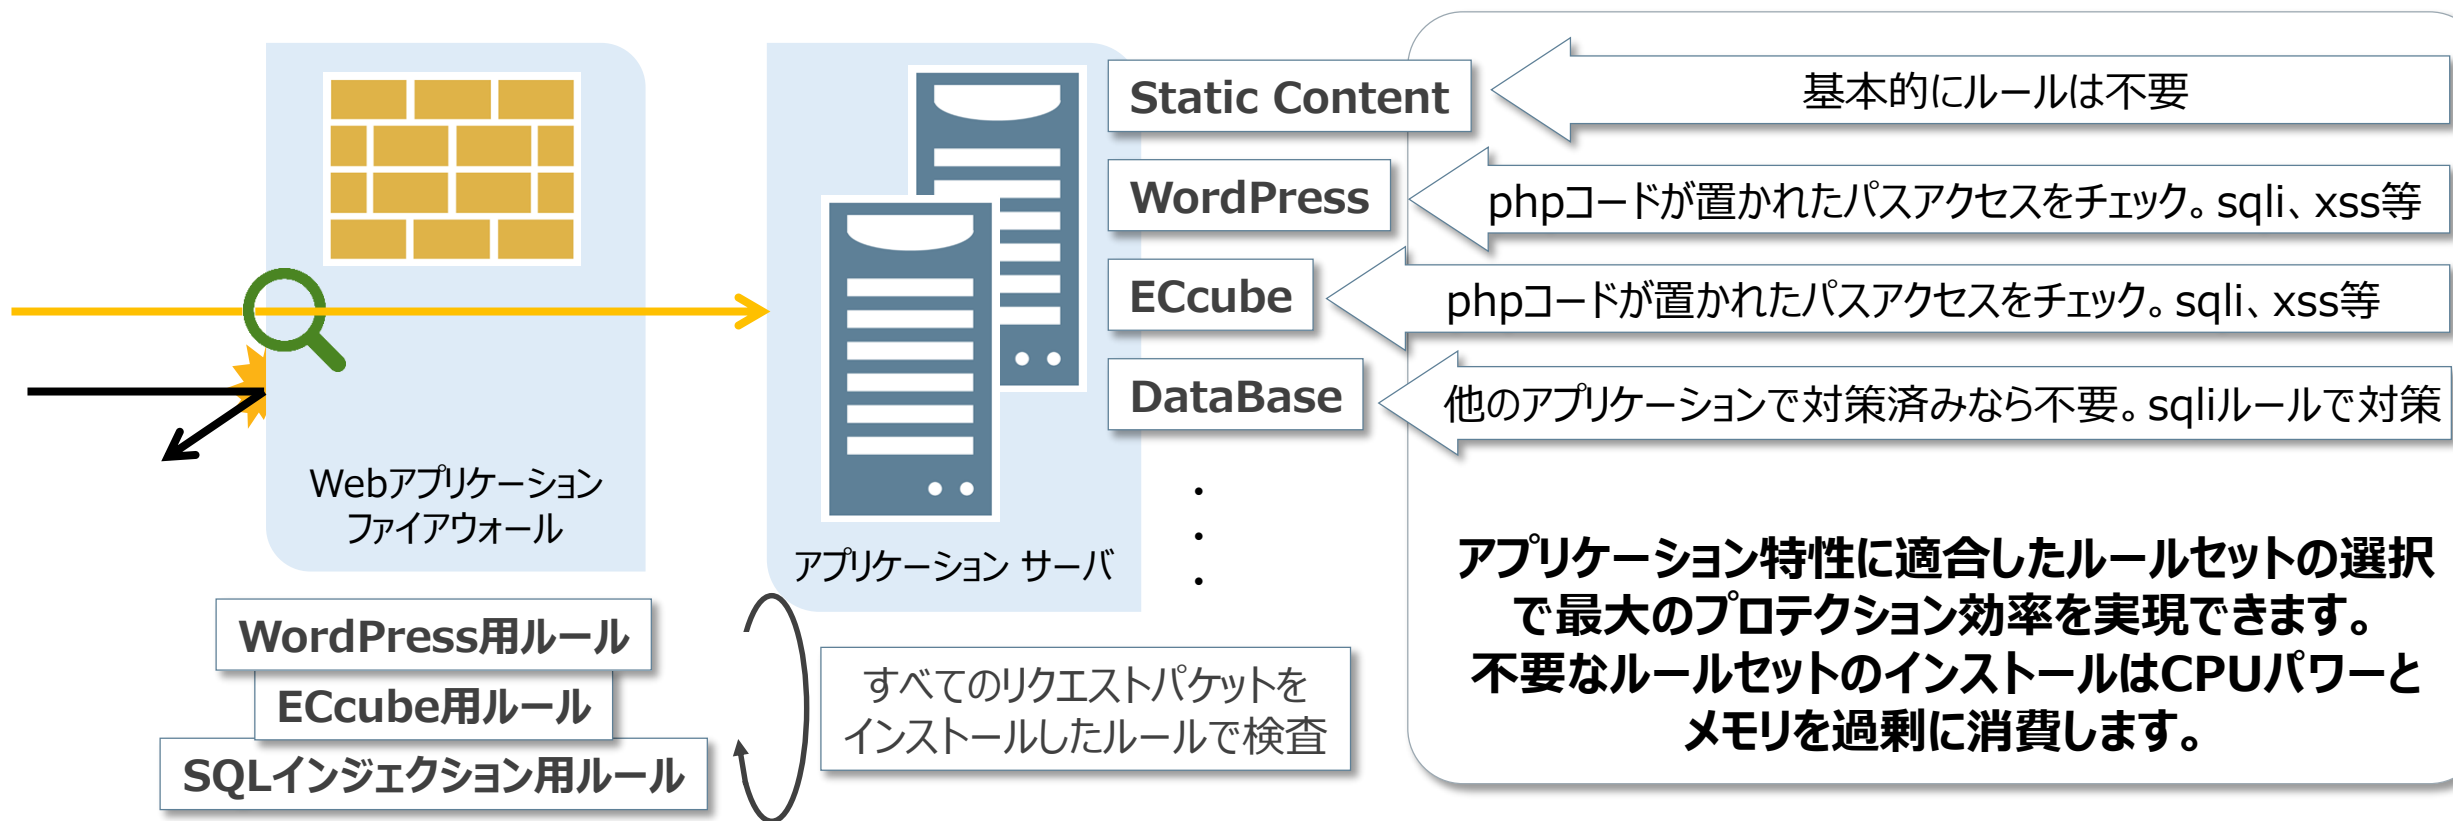 Static Content
基本的にルールは不要
WordPress
phpコードが置かれたパスアクセスをチェック。sqli、xss等
ECcube
phpコードが置かれたパスアクセスをチェック。sqli、xss等
DataBase
他のアプリケーションで対策済みなら不要。sqliルールで対策
・
・
・
Webアプリケーション
ファイアウォール
アプリケーション サーバ
アプリケーション特性に適合したルールセットの選択
で最大のプロテクション効率を実現できます。
不要なルールセットのインストールはCPUパワーと
メモリを過剰に消費します。
WordPress用ルール
ECcube用ルール
SQLインジェクション用ルール
すべてのリクエストパケットを
インストールしたルールで検査